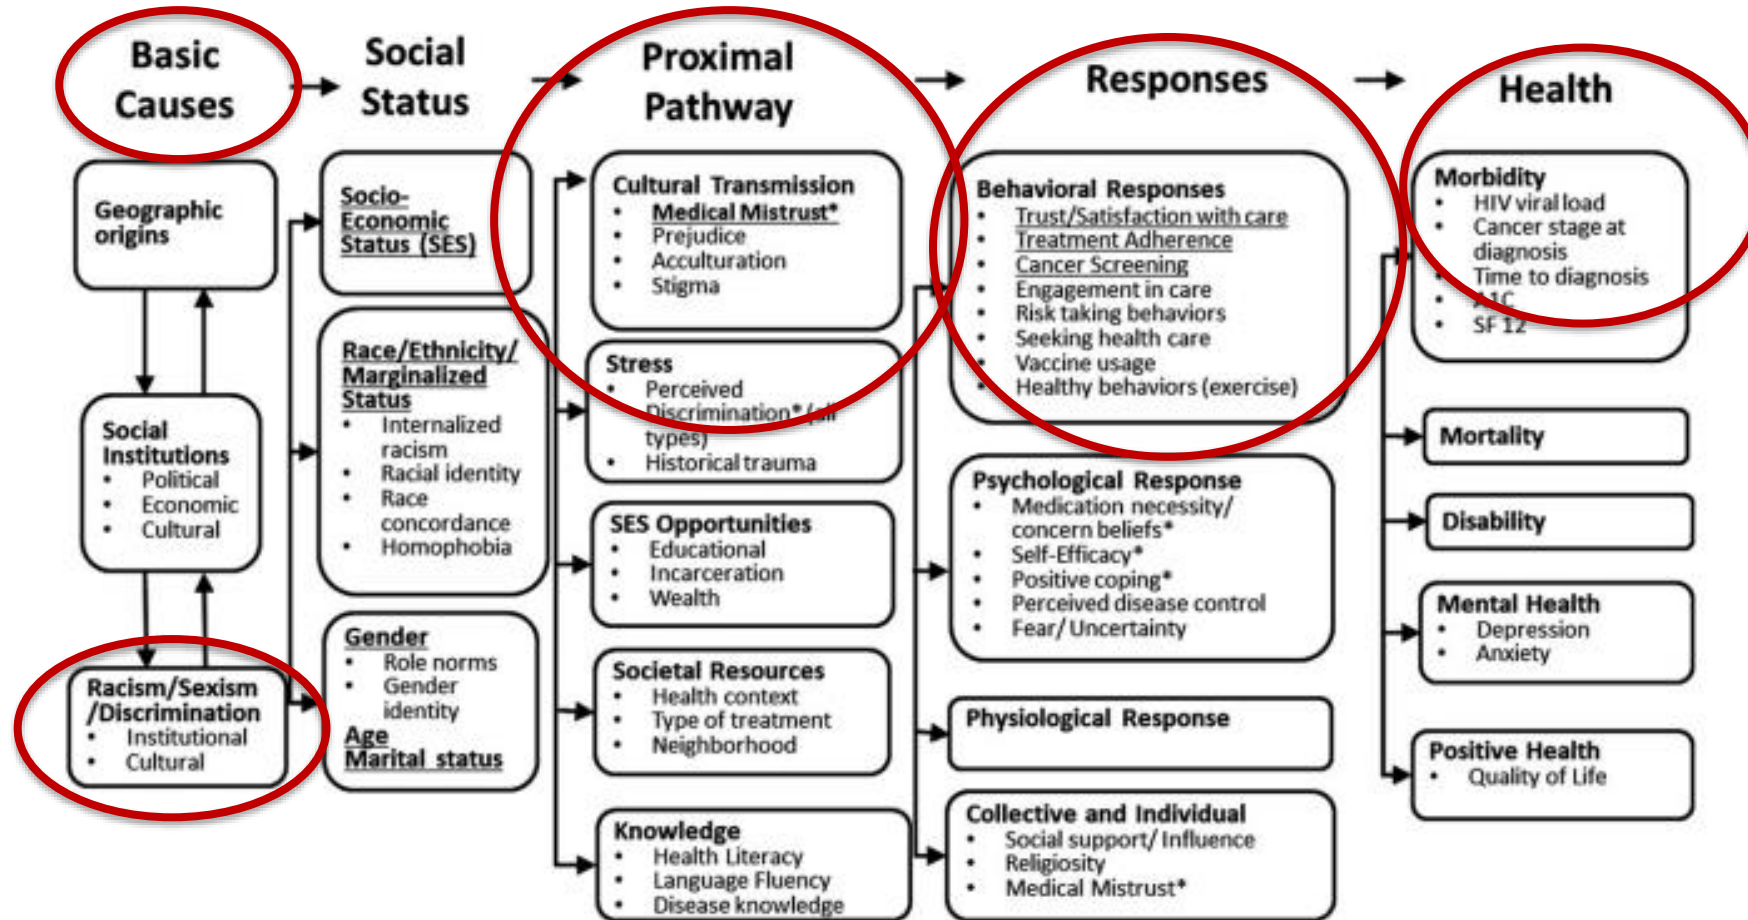 Basic
Causes
Social
Status
Proximal
Pathway
Responses
Health
Geographic
origins
Social
Institutions
• Political
• Economic
• Cultural
Racism/Sexism
/Discrimination
• Institutional
• Cultural
Socio-
Economic
Status (SES)
Race/Ethnicity/
Marginalized
Status
• Internalized
racism
• Racial identity
• Race
concordance
• Homophobia
Gender
• Role norms
• Gender
identity
Age
Marital status
Cultural Transmission
• Medical Mistrust*
• Prejudice
• Acculturation
• Stigma
Stress
• Perceived
Discrimination* (all
types)
• Historical trauma
SES Opportunities
• Educational
• Incarceration
• Wealth
Societal Resources
• Health context
• Type of treatment
• Neighborhood
Knowledge
• Health Literacy
• Language Fluency
• Disease knowledge
Behavioral Responses
• Trust/Satisfaction with care
• Treatment Adherence
• Cancer Screening
• Engagement in care
• Risk taking behaviors
• Seeking health care
• Vaccine usage
• Healthy behaviors (exercise)
Psychological Response
• Medication necessity/
concern beliefs*
• Self-Efficacy*
• Positive coping*
• Perceived disease control
• Fear/ Uncertainty
Physiological Response
Collective and Individual
• Social support/ Influence
• Religiosity
• Medical Mistrust*
Morbidity
• HIV viral load
• Cancer stage at
diagnosis
• Time to diagnosis
• A1C
• SF 12
Mortality
Disability
Mental Health
• Depression
• Anxiety
Positive Health
• Quality of Life